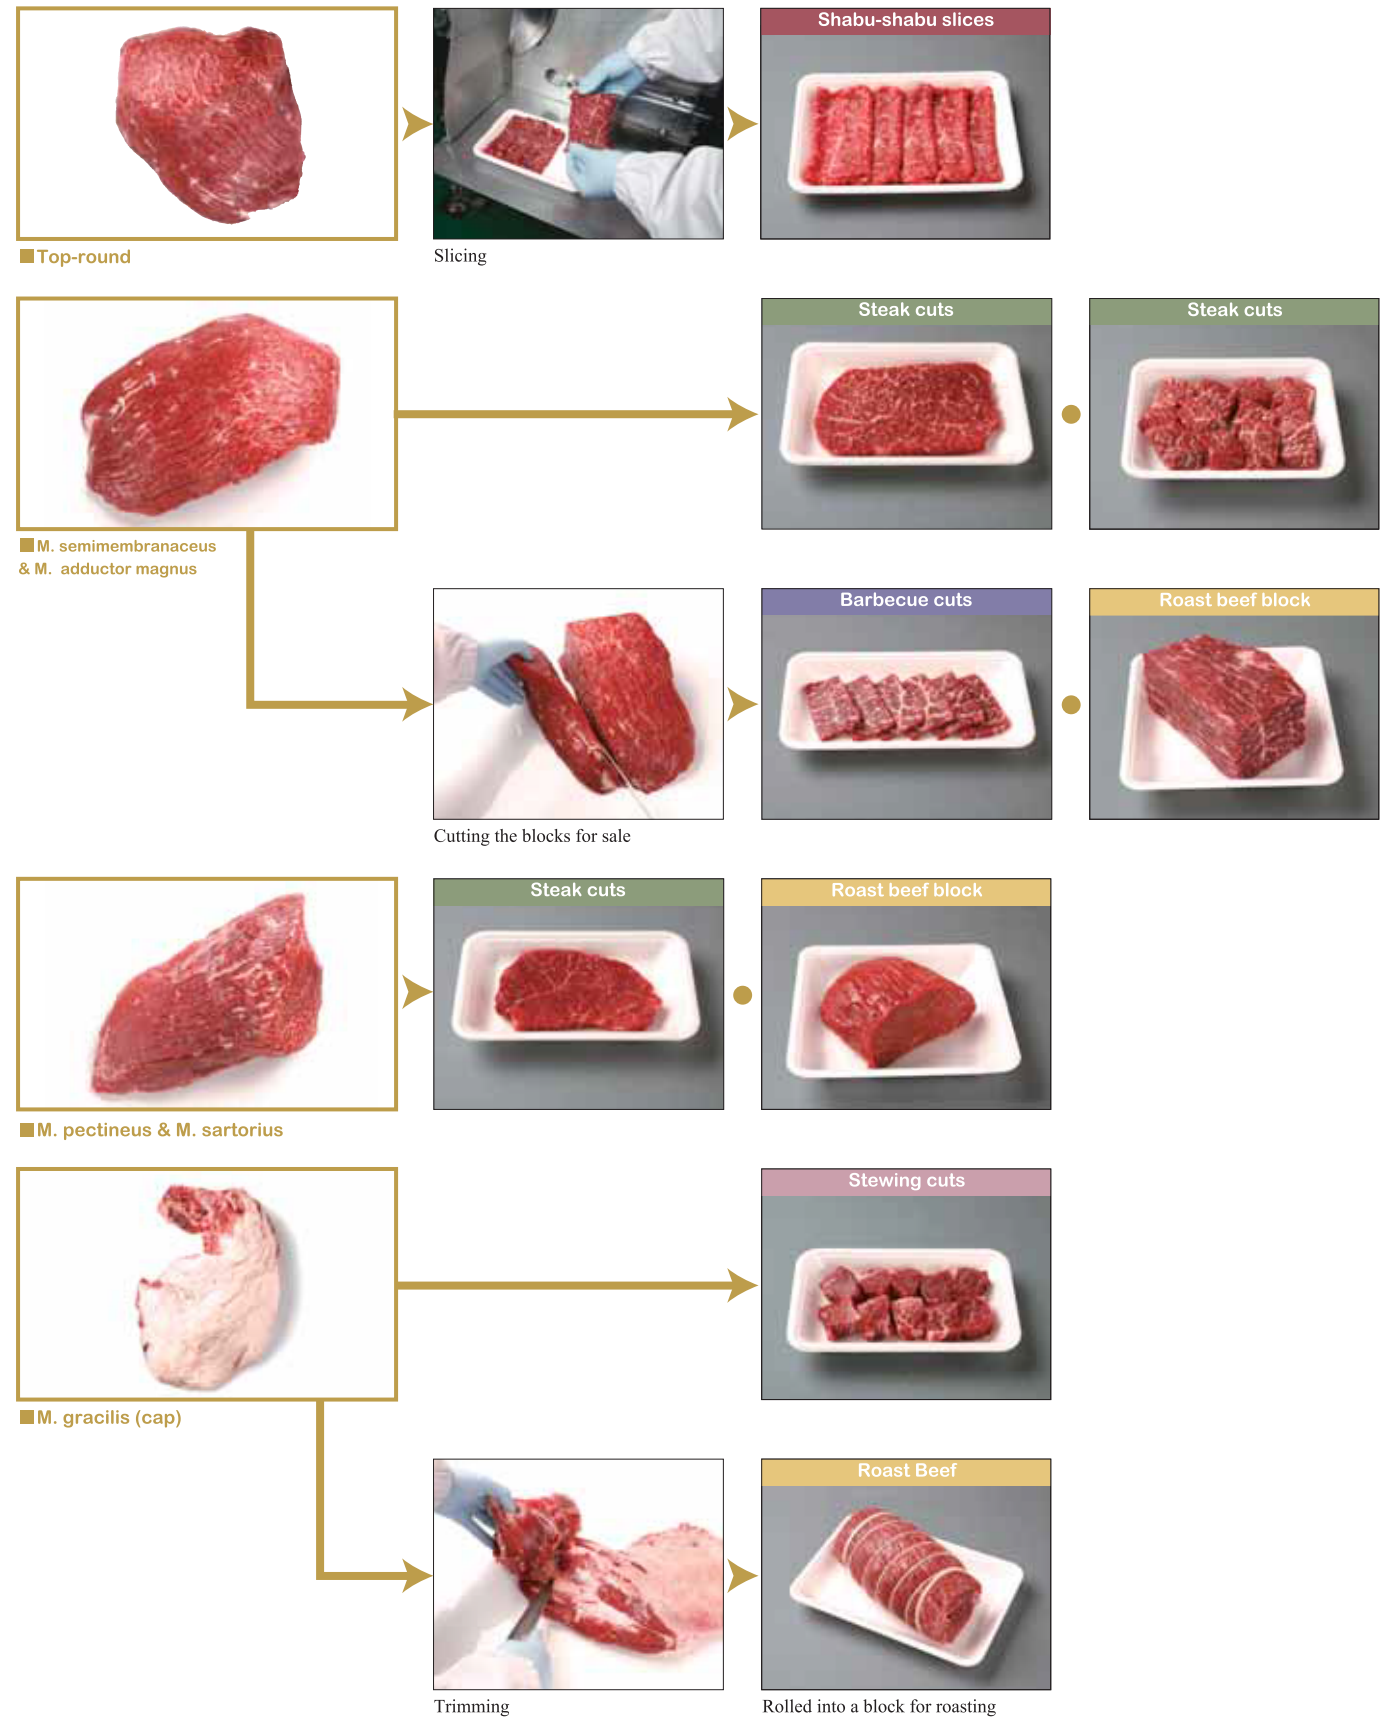 Shabu-shabu slices
Top-round
Slicing
Steak cuts
Steak cuts
M. semimembranaceus
& M. adductor magnus
Barbecue cuts
Roast beef block
Cutting the blocks for sale
Steak cuts
Roast beef block
M. pectineus & M. sartorius
Stewing cuts
M. gracilis (cap)
Roast Beef
Trimming
Rolled into a block for roasting